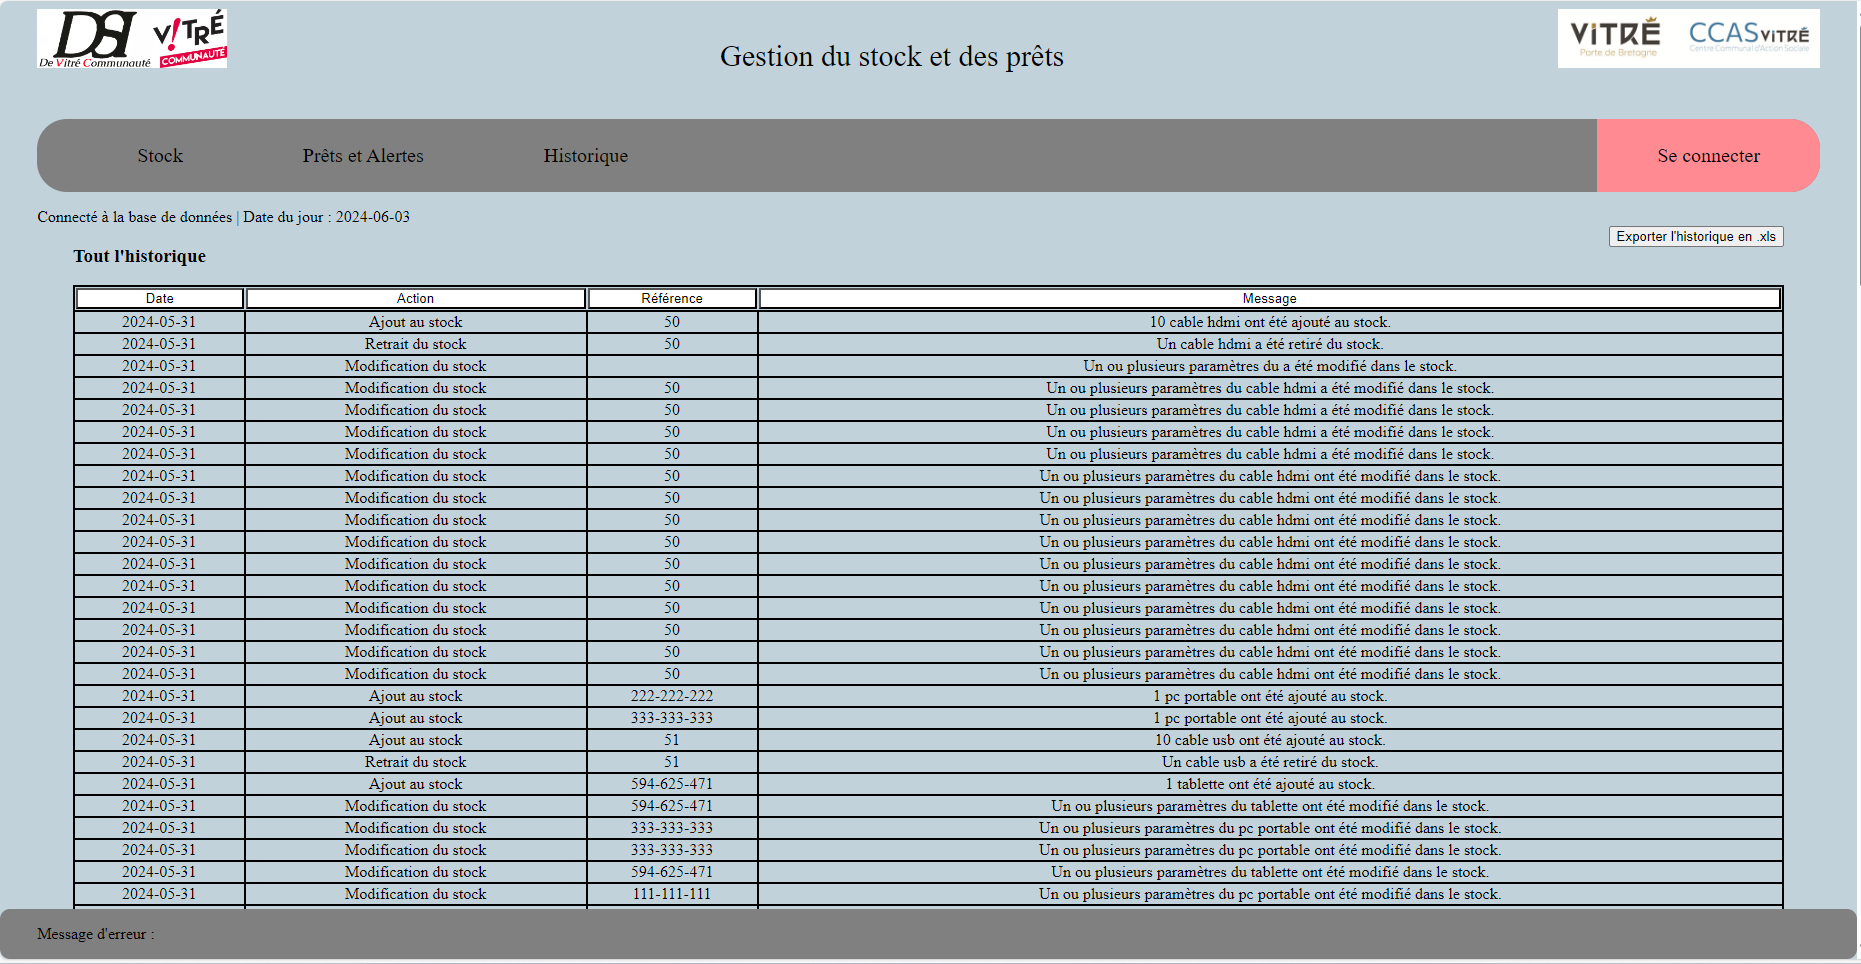 DSI
De Vitré Communauté
V!TRÉ
COMMUNAUTÉ
Gestion du stock et des prêts
VITRÉ
Porte de Bretagne
CCAS VITRÉ
Centre Communal d'Action Sociale
Stock Prêts et Alertes Historique Se connecter
Connecté à la base de données | Date du jour : 2024-06-03
Exporter l'historique en .xls
Tout l'historique
Date Action Référence Message
2024-05-31 Ajout au stock 50 10 cable hdmi ont été ajouté au stock.
2024-05-31 Retrait du stock 50 Un cable hdmi a été retiré du stock.
2024-05-31 Modification du stock Un ou plusieurs paramètres du a été modifié dans le stock.
2024-05-31 Modification du stock 50 Un ou plusieurs paramètres du cable hdmi a été modifié dans le stock.
2024-05-31 Modification du stock 50 Un ou plusieurs paramètres du cable hdmi a été modifié dans le stock.
2024-05-31 Modification du stock 50 Un ou plusieurs paramètres du cable hdmi a été modifié dans le stock.
2024-05-31 Modification du stock 50 Un ou plusieurs paramètres du cable hdmi a été modifié dans le stock.
2024-05-31 Modification du stock 50 Un ou plusieurs paramètres du cable hdmi ont été modifié dans le stock.
2024-05-31 Modification du stock 50 Un ou plusieurs paramètres du cable hdmi ont été modifié dans le stock.
2024-05-31 Modification du stock 50 Un ou plusieurs paramètres du cable hdmi ont été modifié dans le stock.
2024-05-31 Modification du stock 50 Un ou plusieurs paramètres du cable hdmi ont été modifié dans le stock.
2024-05-31 Modification du stock 50 Un ou plusieurs paramètres du cable hdmi ont été modifié dans le stock.
2024-05-31 Modification du stock 50 Un ou plusieurs paramètres du cable hdmi ont été modifié dans le stock.
2024-05-31 Modification du stock 50 Un ou plusieurs paramètres du cable hdmi ont été modifié dans le stock.
2024-05-31 Modification du stock 50 Un ou plusieurs paramètres du cable hdmi ont été modifié dans le stock.
2024-05-31 Modification du stock 50 Un ou plusieurs paramètres du cable hdmi ont été modifié dans le stock.
2024-05-31 Modification du stock 50 Un ou plusieurs paramètres du cable hdmi ont été modifié dans le stock.
2024-05-31 Ajout au stock 222-222-222 1 pc portable ont été ajouté au stock.
2024-05-31 Ajout au stock 333-333-333 1 pc portable ont été ajouté au stock.
2024-05-31 Ajout au stock 51 10 cable usb ont été ajouté au stock.
2024-05-31 Retrait du stock 51 Un cable usb a été retiré du stock.
2024-05-31 Ajout au stock 594-625-471 1 tablette ont été ajouté au stock.
2024-05-31 Modification du stock 594-625-471 Un ou plusieurs paramètres du tablette ont été modifié dans le stock.
2024-05-31 Modification du stock 333-333-333 Un ou plusieurs paramètres du pc portable ont été modifié dans le stock.
2024-05-31 Modification du stock 333-333-333 Un ou plusieurs paramètres du pc portable ont été modifié dans le stock.
2024-05-31 Modification du stock 594-625-471 Un ou plusieurs paramètres du tablette ont été modifié dans le stock.
2024-05-31 Modification du stock 111-111-111 Un ou plusieurs paramètres du pc portable ont été modifié dans le stock.
Message d'erreur :